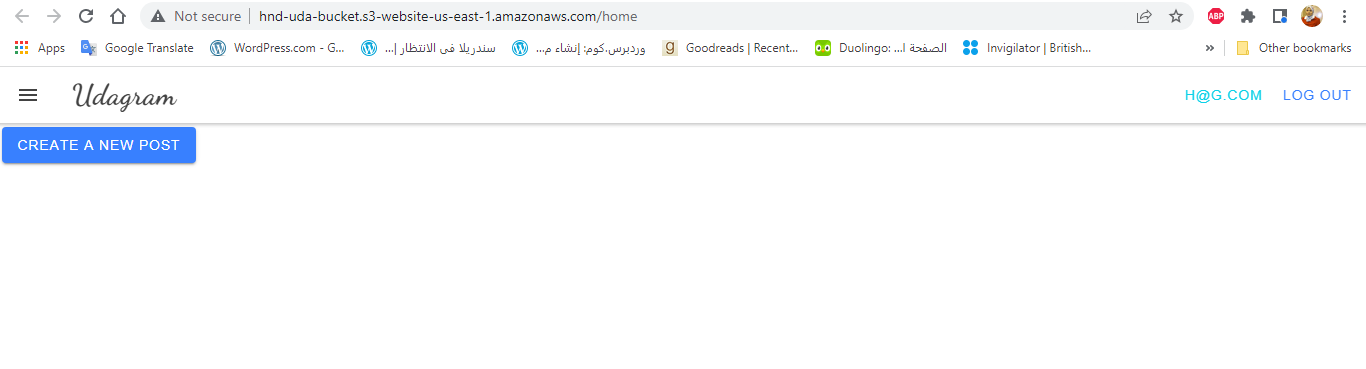 Not secure | hnd-uda-bucket.s3-website-us-east-1.amazonaws.com/home
ABP
Apps Google Translate WordPress.com - G... سندريلا فى الانتظار |... وردبرس.كوم: إنشاء م... Goodreads | Recent... Duolingo: الصفحة ا... Invigilator | British... » Other bookmarks
Udagram H@G.COM LOG OUT
CREATE A NEW POST